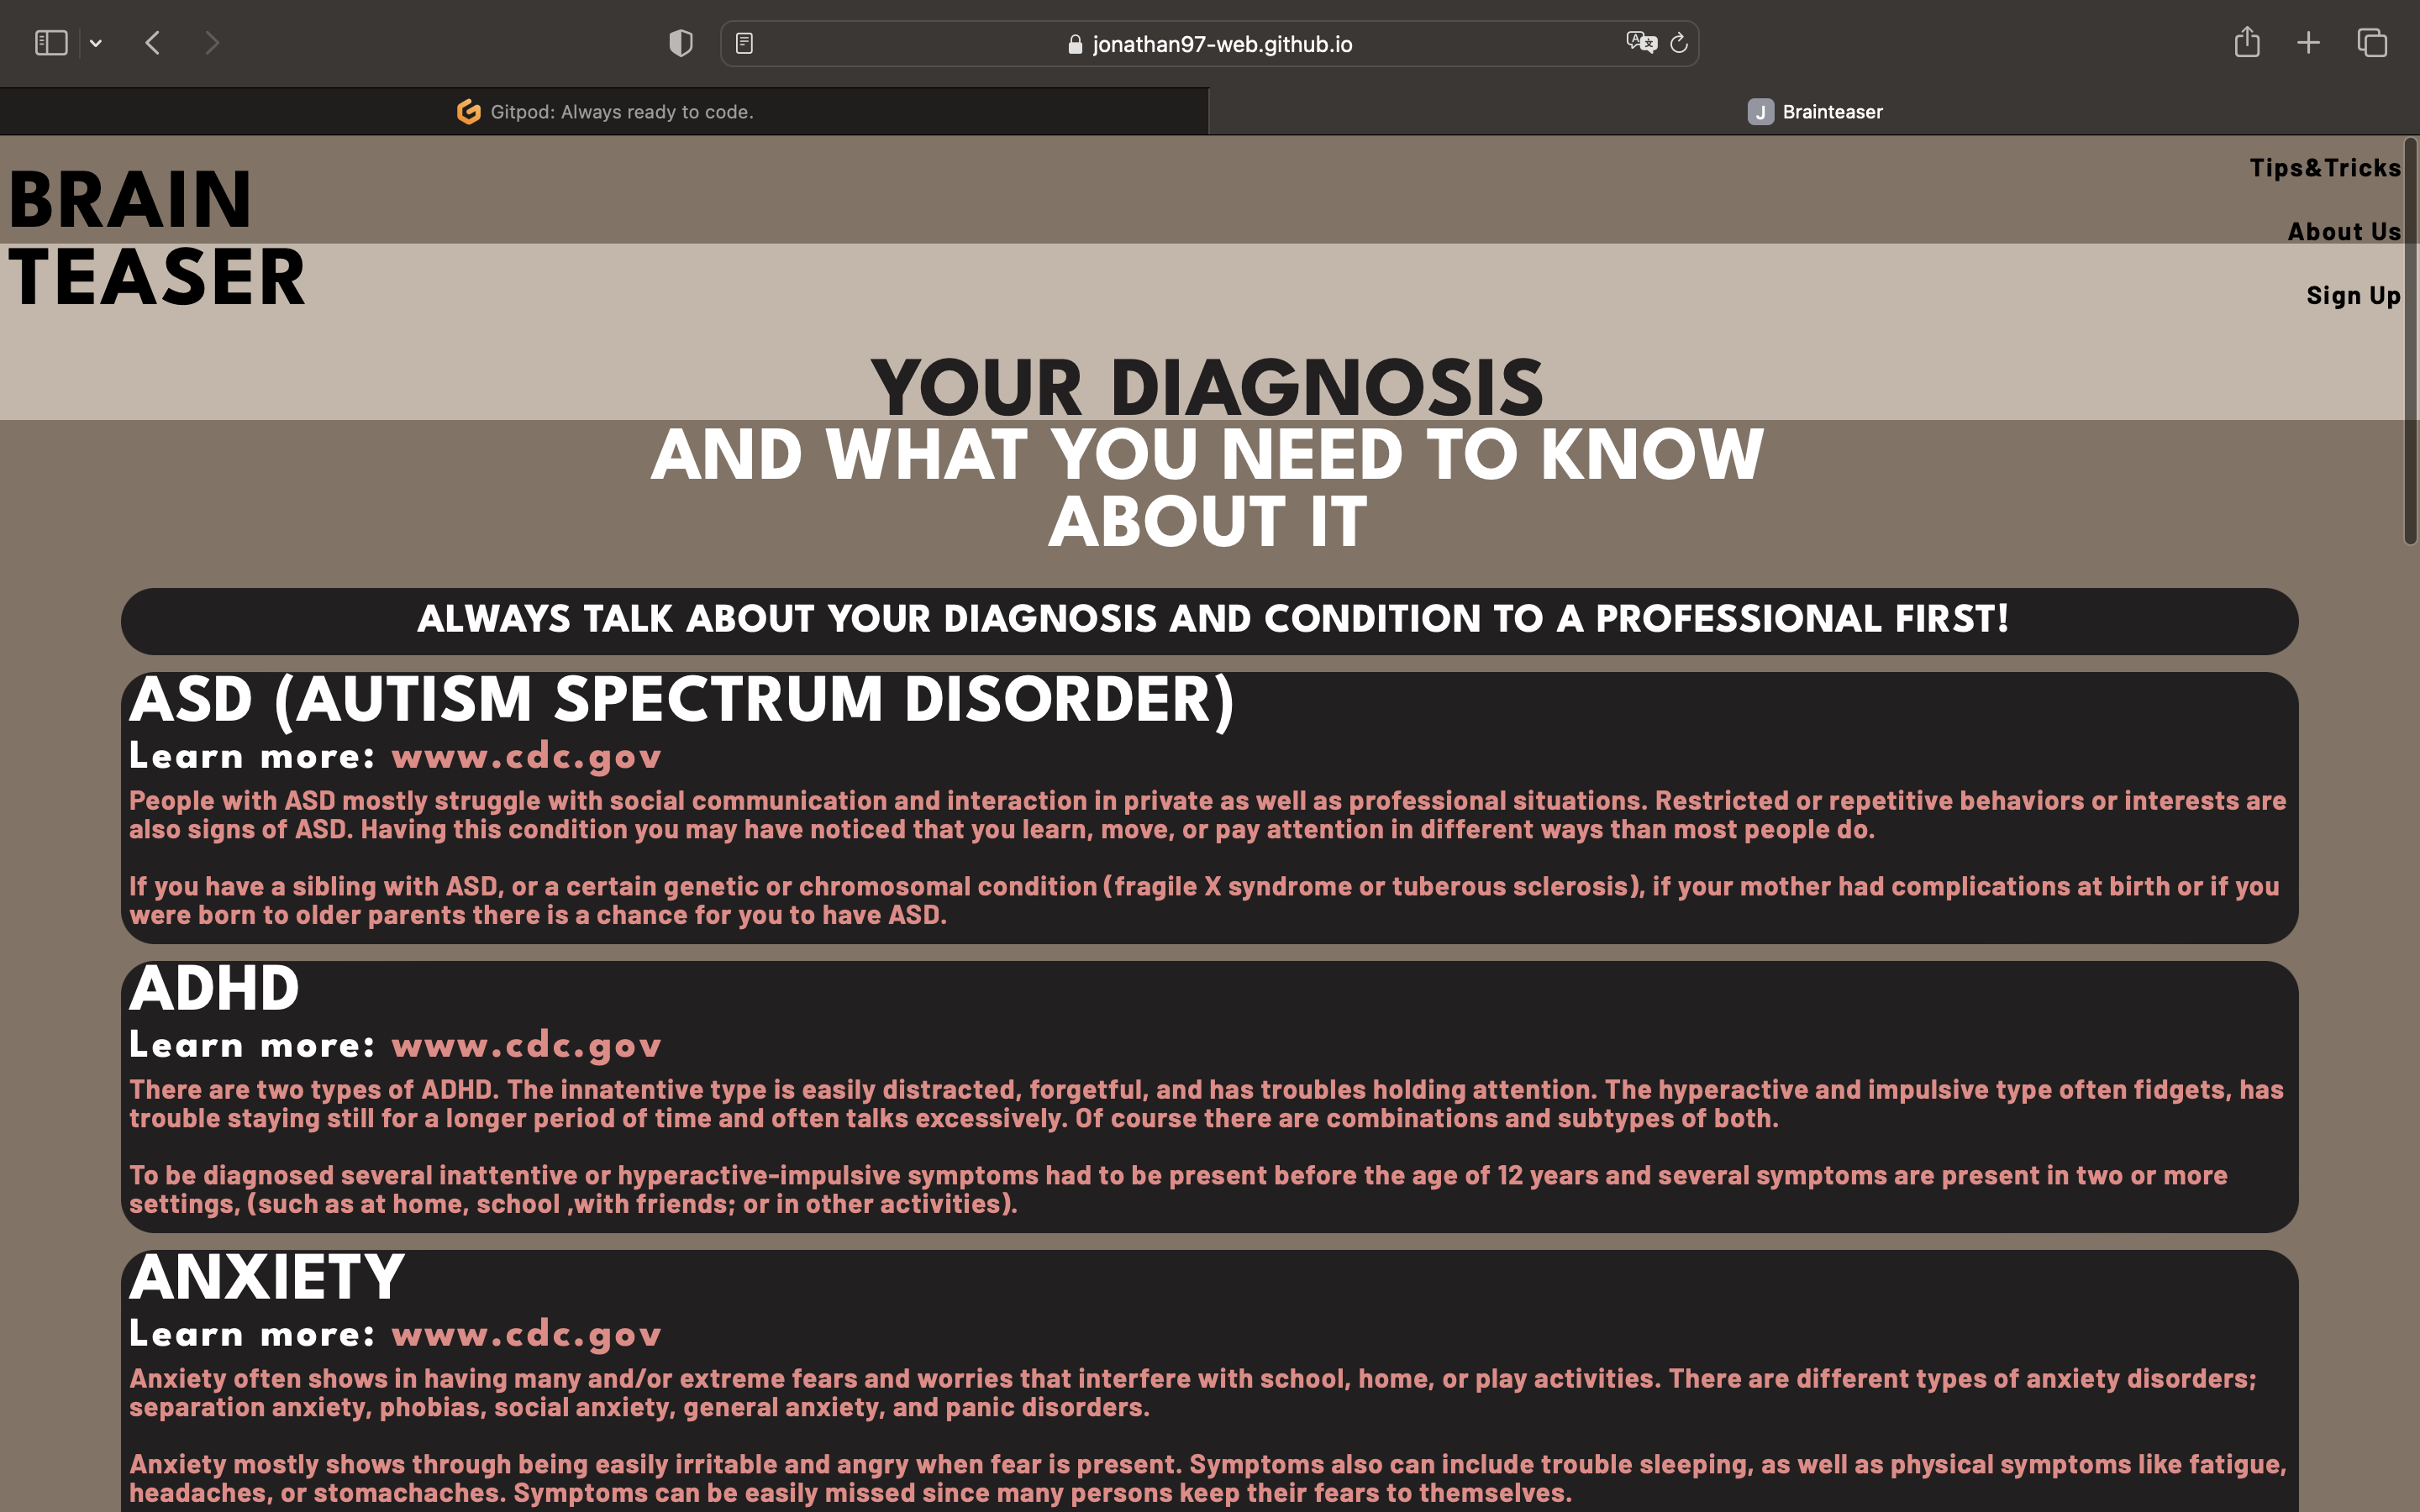 jonathan97-web.github.io
Gitpod: Always ready to code.
J Brainteaser
BRAIN
TEASER
Tips&Tricks
About Us
Sign Up
YOUR DIAGNOSIS
AND WHAT YOU NEED TO KNOW
ABOUT IT
ALWAYS TALK ABOUT YOUR DIAGNOSIS AND CONDITION TO A PROFESSIONAL FIRST!
ASD (AUTISM SPECTRUM DISORDER)
Learn more: www.cdc.gov
People with ASD mostly struggle with social communication and interaction in private as well as professional situations. Restricted or repetitive behaviors or interests are
also signs of ASD. Having this condition you may have noticed that you learn, move, or pay attention in different ways than most people do.
If you have a sibling with ASD, or a certain genetic or chromosomal condition (fragile X syndrome or tuberous sclerosis), if your mother had complications at birth or if you
were born to older parents there is a chance for you to have ASD.
ADHD
Learn more: www.cdc.gov
There are two types of ADHD. The innatentive type is easily distracted, forgetful, and has troubles holding attention. The hyperactive and impulsive type often fidgets, has
trouble staying still for a longer period of time and often talks excessively. Of course there are combinations and subtypes of both.
To be diagnosed several inattentive or hyperactive-impulsive symptoms had to be present before the age of 12 years and several symptoms are present in two or more
settings, (such as at home, school ,with friends; or in other activities).
ANXIETY
Learn more: www.cdc.gov
Anxiety often shows in having many and/or extreme fears and worries that interfere with school, home, or play activities. There are different types of anxiety disorders;
separation anxiety, phobias, social anxiety, general anxiety, and panic disorders.
Anxiety mostly shows through being easily irritable and angry when fear is present. Symptoms also can include trouble sleeping, as well as physical symptoms like fatigue,
headaches, or stomachaches. Symptoms can be easily missed since many persons keep their fears to themselves.